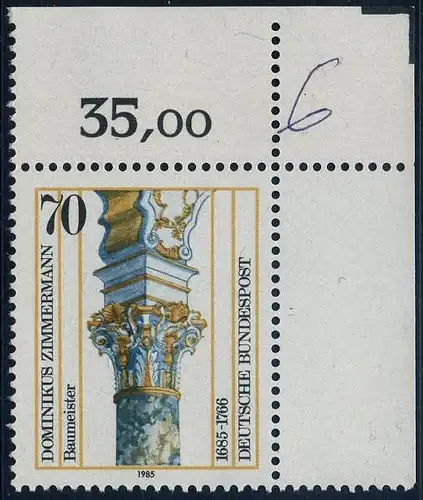 35,00
6
70
DOMINIKUS ZIMMERMANN
Baumeister
1685-1766
DEUTSCHE BUNDESPOST
1985